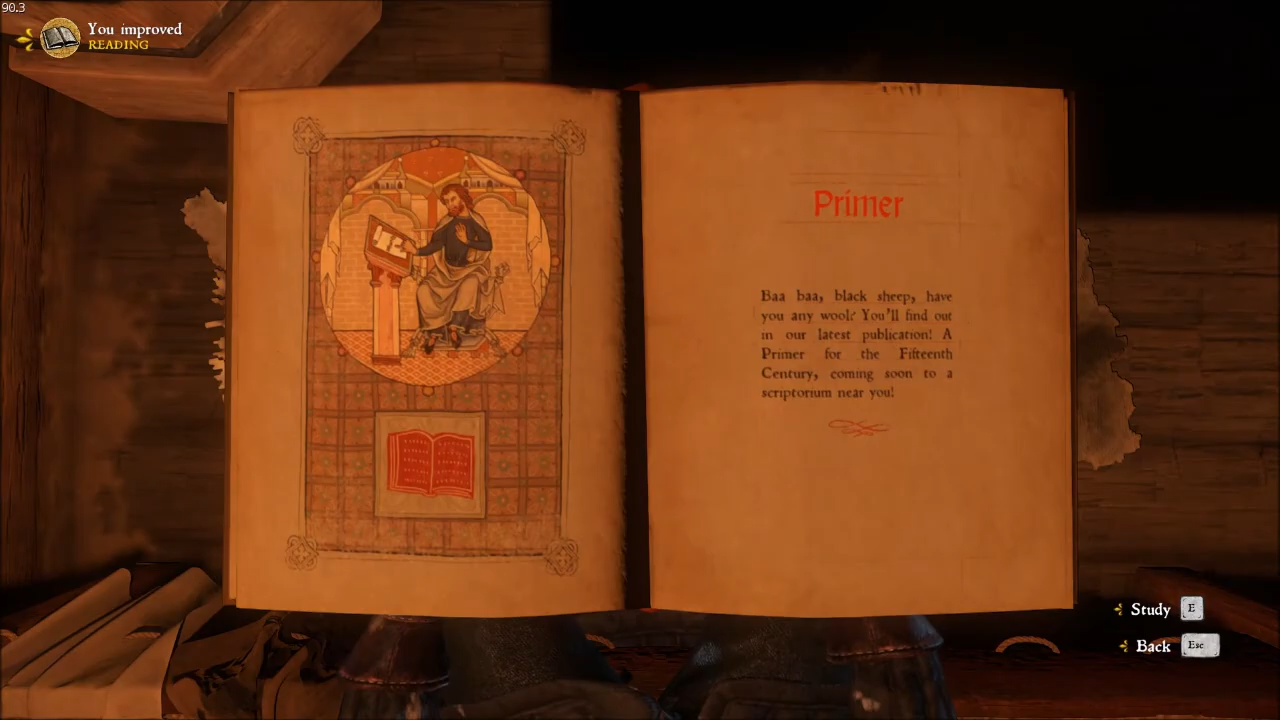 90.3
You improved
READING
Primer
Baa baa, black sheep, have
you any wool? You'll find out
in our latest publication! A
Primer for the Fifteenth
Century, coming soon to a
scriptorium near you!
Study E
Back Esc